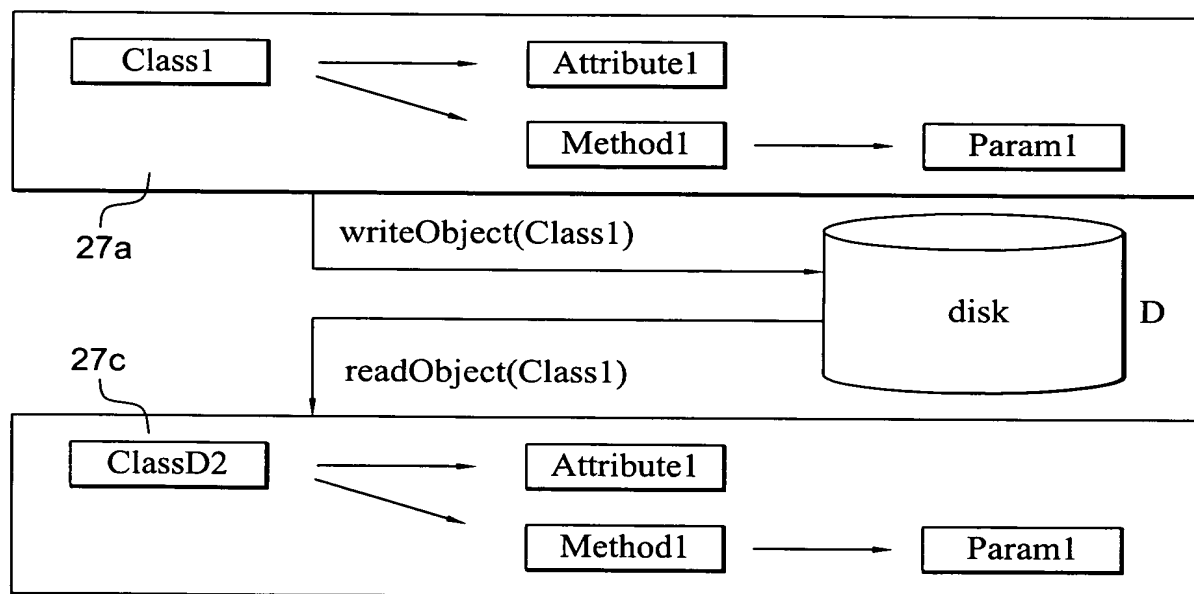 Class1 Attribute1
Method1 Param1
27a
writeObject(Class1)
disk D
27c
readObject(Class1)
ClassD2 Attribute1
Method1 Param1